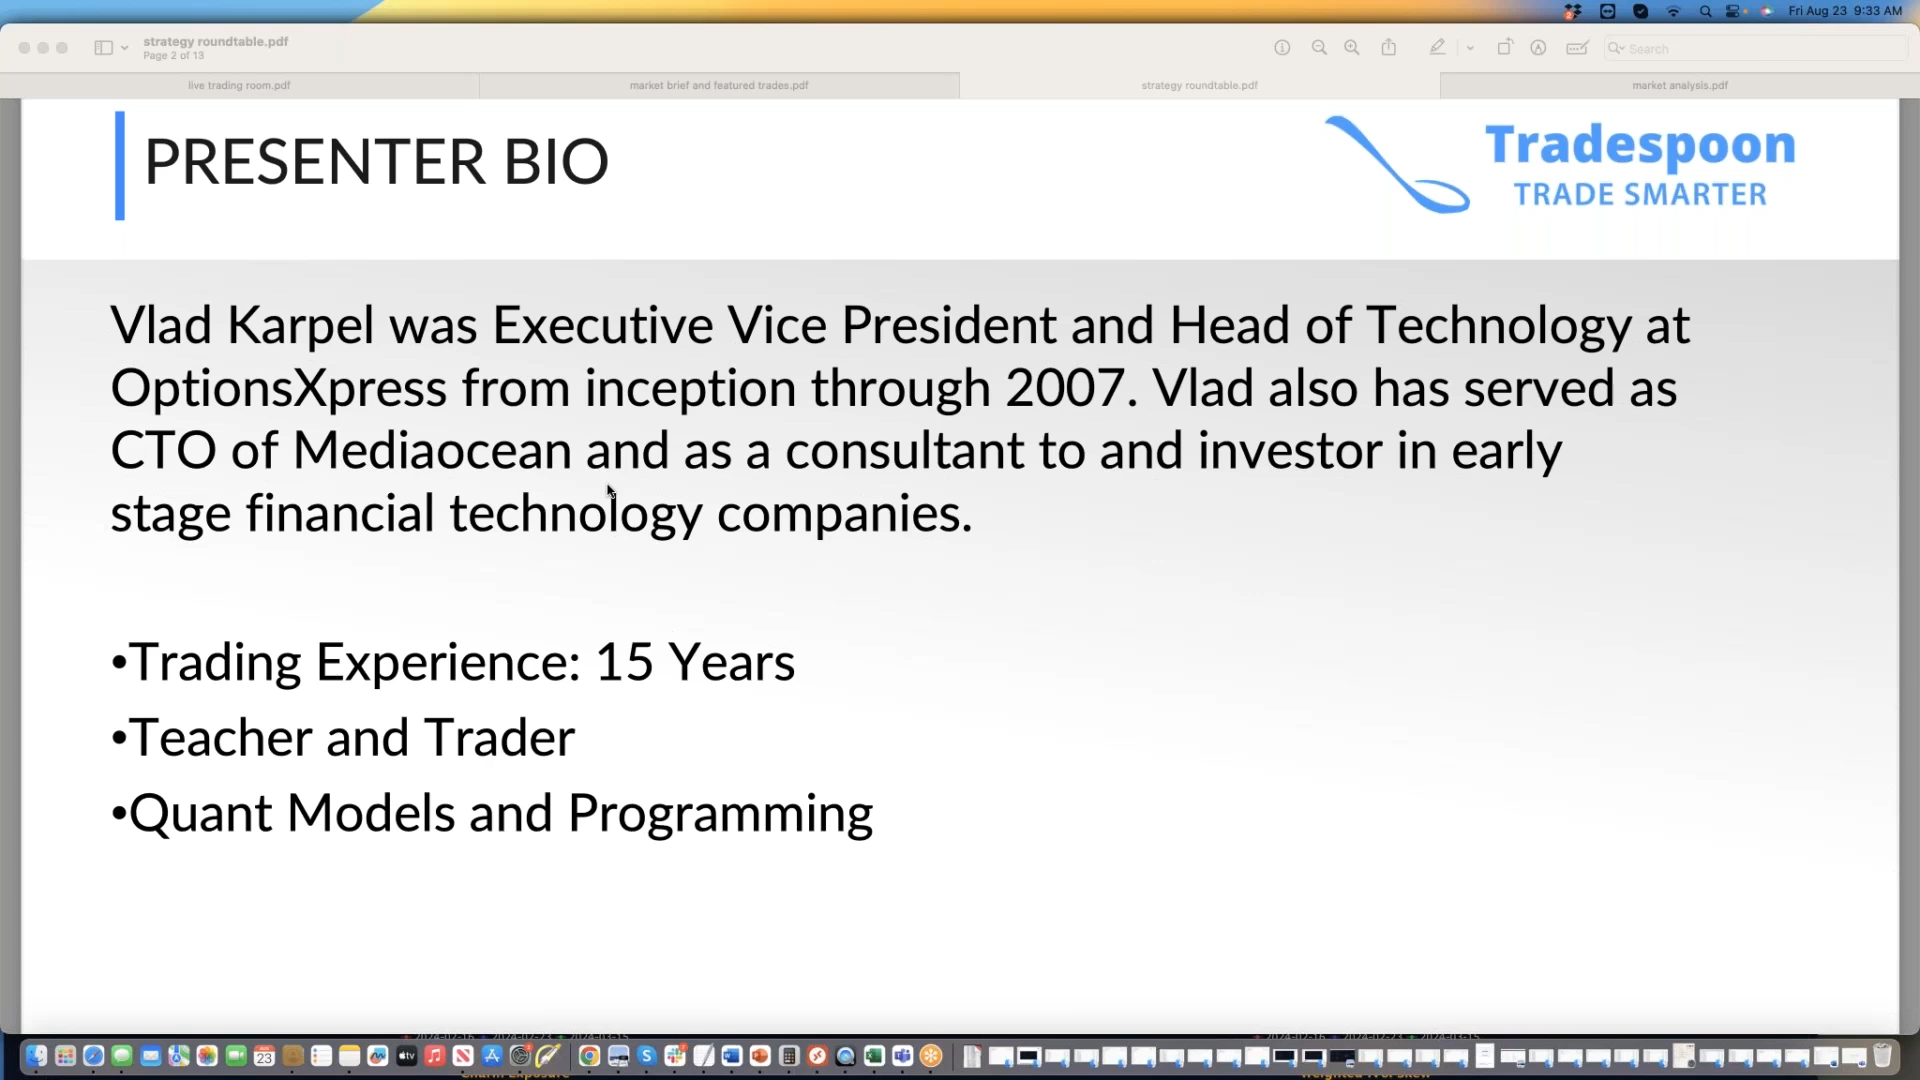 Fri Aug 23 9:33 AM
strategy roundtable.pdf
Page 2 of 13
Search
live trading room.pdf
market brief and featured trades.pdf
strategy roundtable.pdf
market analysis.pdf
PRESENTER BIO
Tradespoon
TRADE SMARTER
Vlad Karpel was Executive Vice President and Head of Technology at
OptionsXpress from inception through 2007. Vlad also has served as
CTO of Mediaocean and as a consultant to and investor in early
stage financial technology companies.
•Trading Experience: 15 Years
•Teacher and Trader
•Quant Models and Programming
23
tv